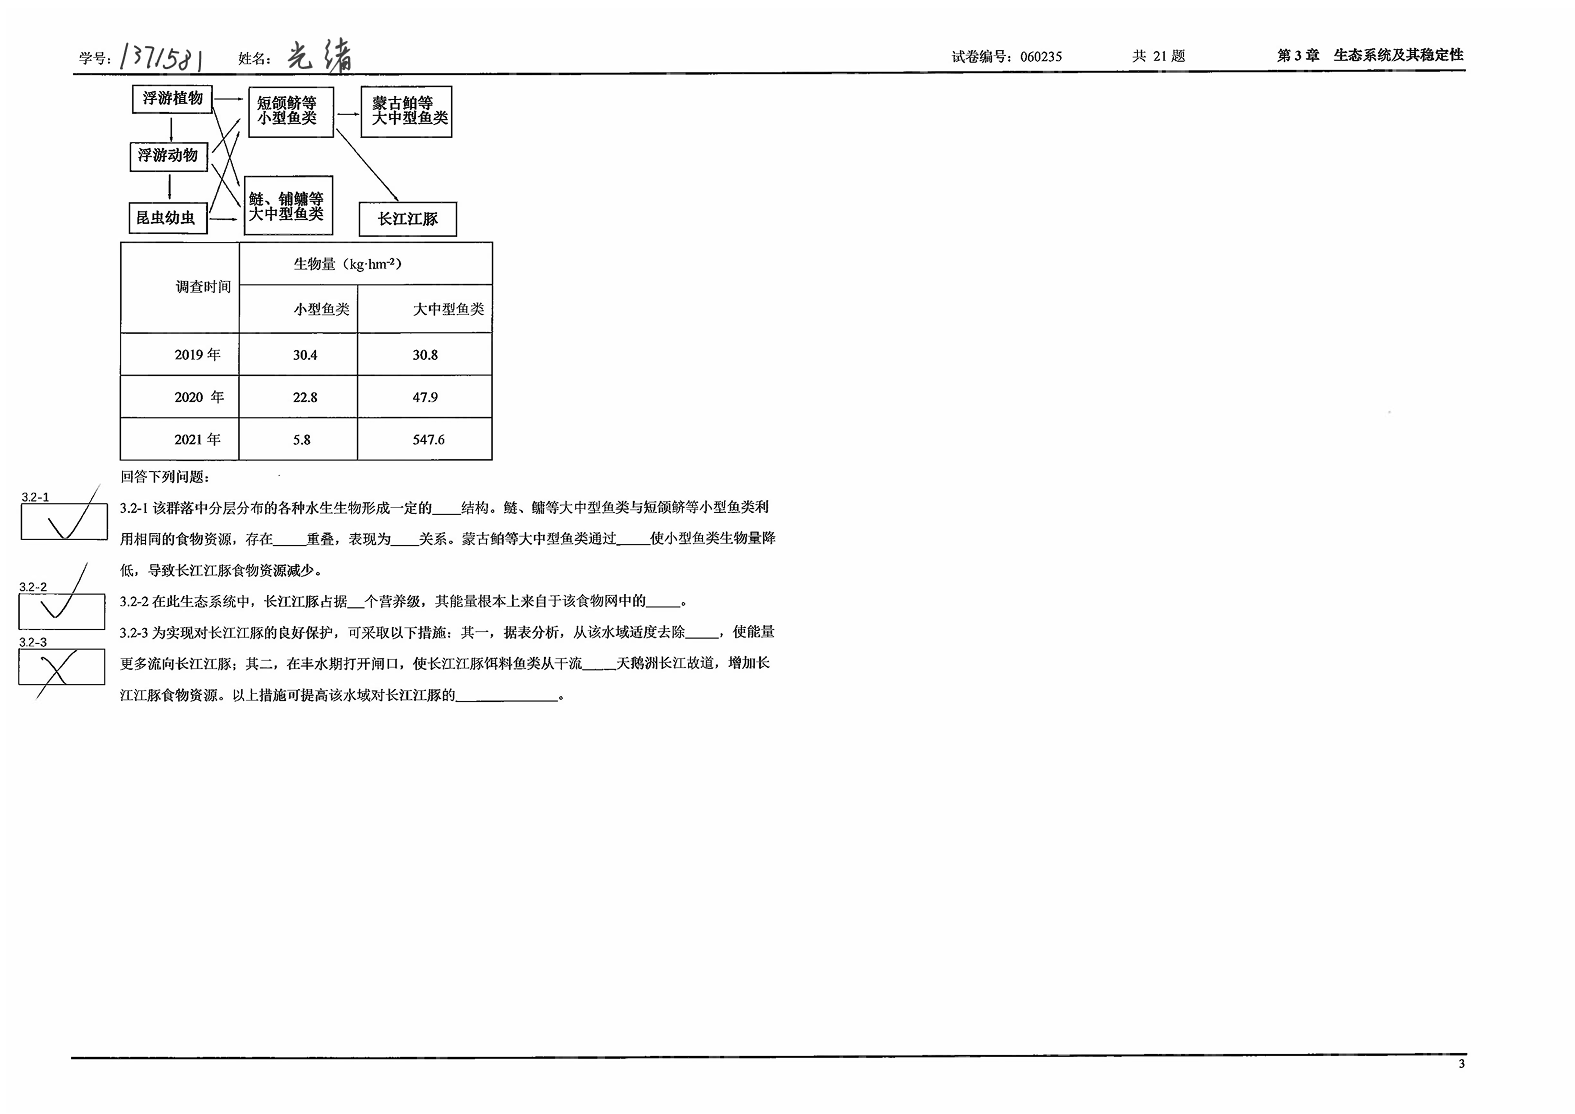 学号: 1371581 姓名: 光绪 试卷编号: 060235 共 21 题 第 3 章 生态系统及其稳定性
浮游植物
短颌鲚等
小型鱼类
蒙古鲌等
大中型鱼类
浮游动物
鲢、铺鳙等
大中型鱼类
昆虫幼虫
长江江豚
调查时间
生物量（kg·hm⁻²）
小型鱼类 大中型鱼类
2019 年 30.4 30.8
2020 年 22.8 47.9
2021 年 5.8 547.6
回答下列问题：
3.2-1
3.2-1 该群落中分层分布的各种水生生物形成一定的____结构。鲢、鳙等大中型鱼类与短颌鲚等小型鱼类利
用相同的食物资源，存在_____重叠，表现为____关系。蒙古鲌等大中型鱼类通过_____使小型鱼类生物量降
低，导致长江江豚食物资源减少。
3.2-2
3.2-2 在此生态系统中，长江江豚占据__个营养级，其能量根本上来自于该食物网中的_____。
3.2-3
3.2-3 为实现对长江江豚的良好保护，可采取以下措施：其一，据表分析，从该水域适度去除_____，使能量
更多流向长江江豚；其二，在丰水期打开闸口，使长江江豚饵料鱼类从干流_____天鹅洲长江故道，增加长
江江豚食物资源。以上措施可提高该水域对长江江豚的_______________。
3